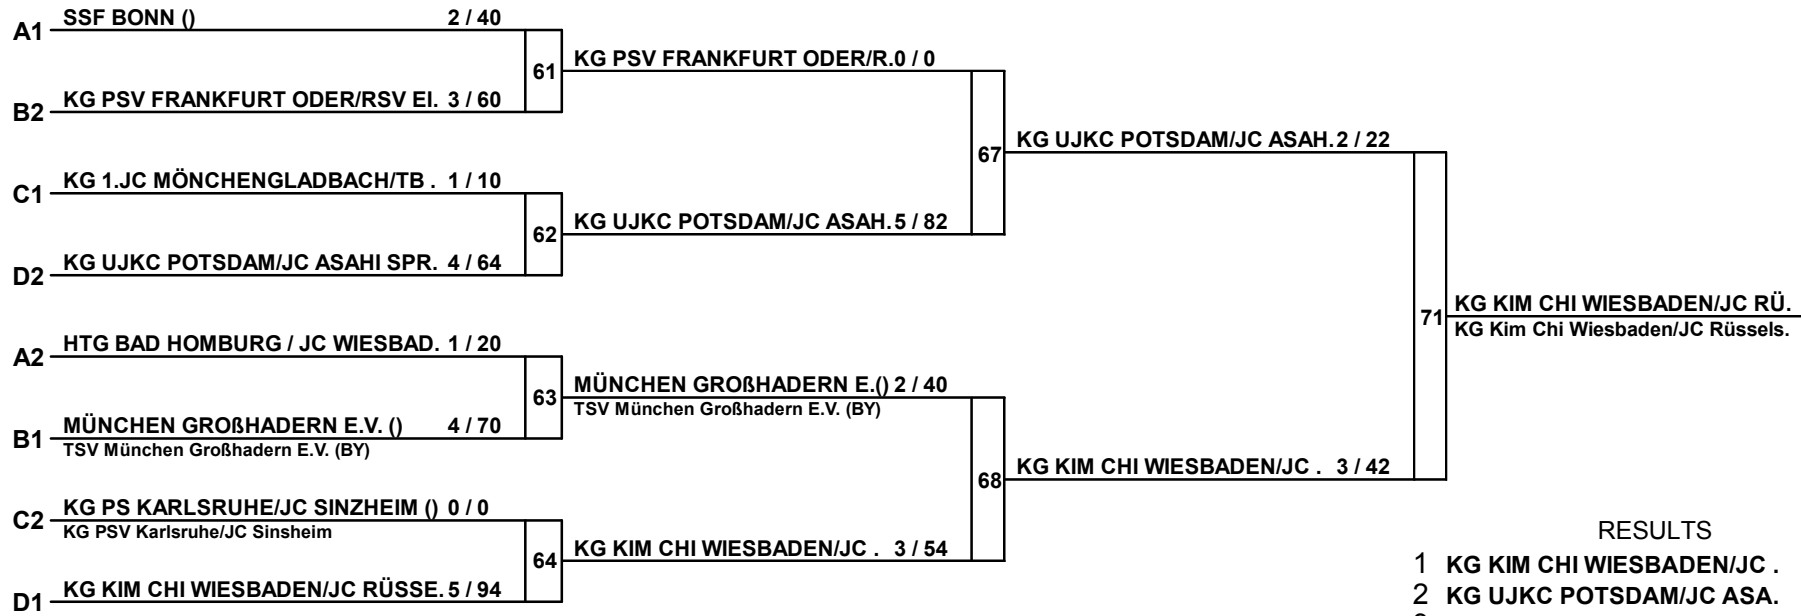 A1 SSF BONN () 2 / 40
B2 KG PSV FRANKFURT ODER/RSV EI. 3 / 60
61
KG PSV FRANKFURT ODER/R. 0 / 0
C1 KG 1.JC MÖNCHENGLADBACH/TB . 1 / 10
D2 KG UJKC POTSDAM/JC ASAHI SPR. 4 / 64
62
KG UJKC POTSDAM/JC ASAH. 5 / 82
67
KG UJKC POTSDAM/JC ASAH. 2 / 22
A2 HTG BAD HOMBURG / JC WIESBAD. 1 / 20
B1 MÜNCHEN GROßHADERN E.V. () 4 / 70
TSV München Großhadern E.V. (BY)
63
MÜNCHEN GROßHADERN E.() 2 / 40
TSV München Großhadern E.V. (BY)
C2 KG PS KARLSRUHE/JC SINZHEIM () 0 / 0
KG PSV Karlsruhe/JC Sinsheim
D1 KG KIM CHI WIESBADEN/JC RÜSSE. 5 / 94
64
KG KIM CHI WIESBADEN/JC . 3 / 54
68
KG KIM CHI WIESBADEN/JC . 3 / 42
71
KG KIM CHI WIESBADEN/JC RÜ.
KG Kim Chi Wiesbaden/JC Rüssels.
RESULTS
1 KG KIM CHI WIESBADEN/JC .
2 KG UJKC POTSDAM/JC ASA.